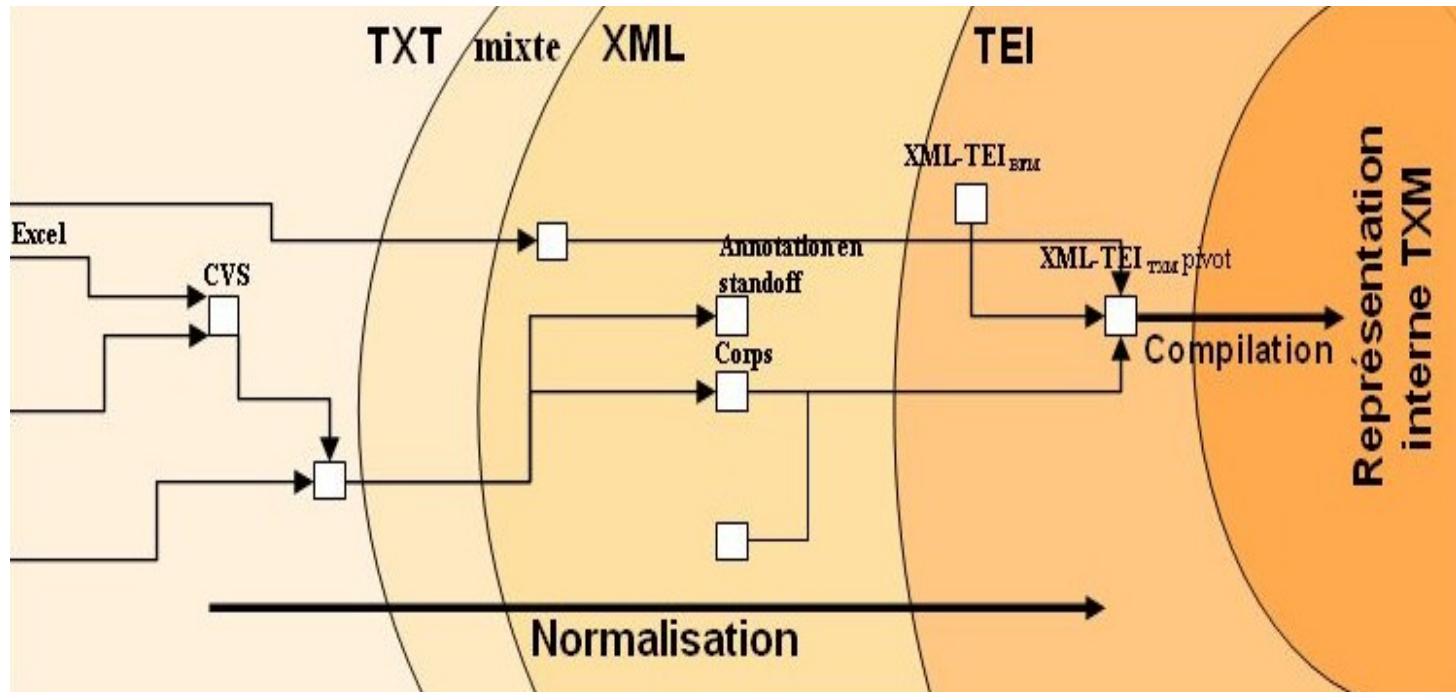 TXT mixte XML TEI
XML-TEI BFM
Excel
Annotation en
standoff
CVS
XML-TEI TXM pivot
Corps
Compilation
Représentation
interne TXM
Normalisation